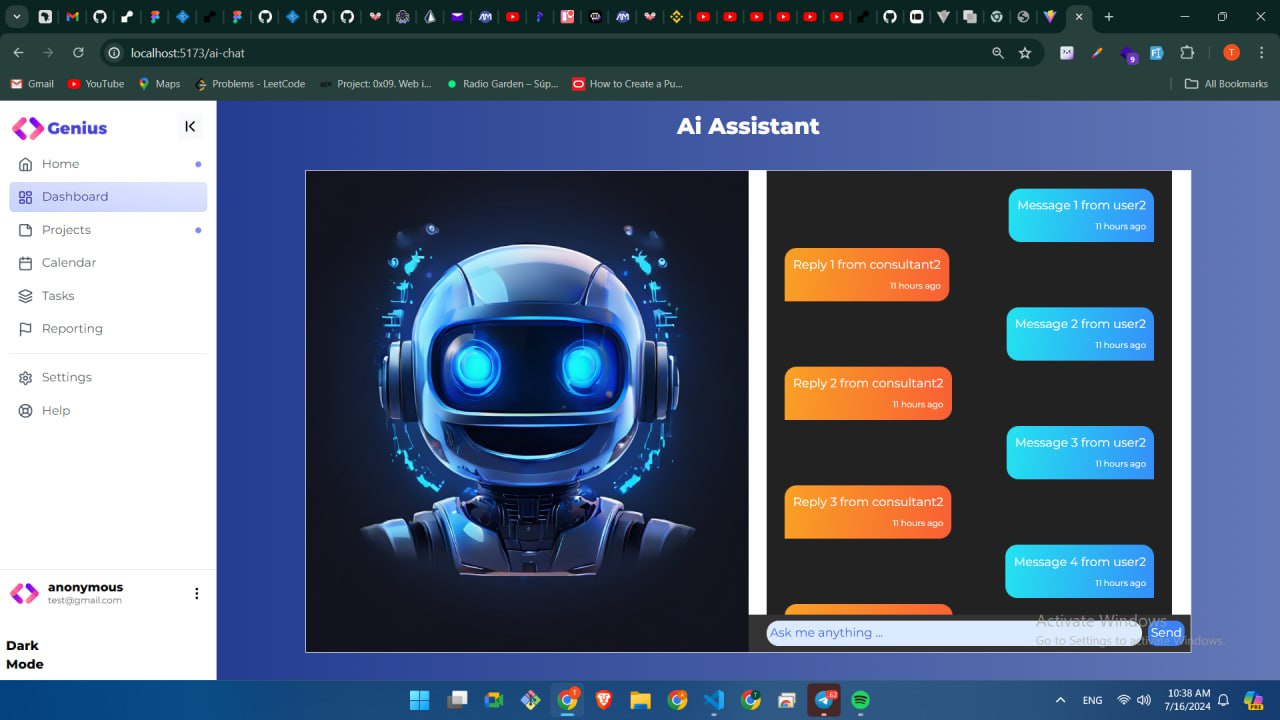 localhost:5173/ai-chat
Gmail
YouTube
Maps
Problems - LeetCode
Project: 0x09. Web i...
Radio Garden – Súp...
How to Create a Pu...
All Bookmarks
Genius
Home
Dashboard
Projects
Calendar
Tasks
Reporting
Settings
Help
anonymous
test@gmail.com
Dark
Mode
Ai Assistant
Message 1 from user2
11 hours ago
Reply 1 from consultant2
11 hours ago
Message 2 from user2
11 hours ago
Reply 2 from consultant2
11 hours ago
Message 3 from user2
11 hours ago
Reply 3 from consultant2
11 hours ago
Message 4 from user2
11 hours ago
Ask me anything ...
Send
Activate Windows
Go to Settings to activate Windows.
ENG
10:38 AM
7/16/2024